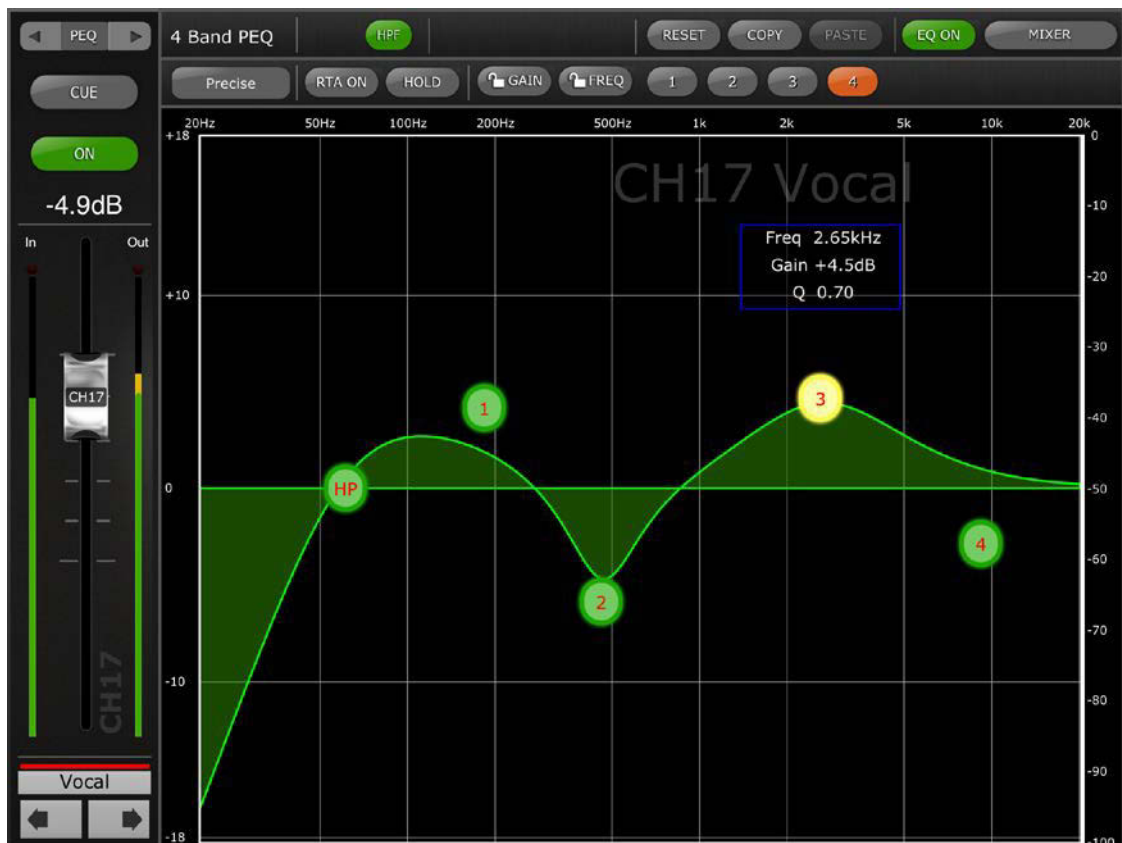 PEQ
4 Band PEQ
HPF
RESET
COPY
PASTE
EQ ON
MIXER
CUE
Precise
RTA ON
HOLD
GAIN
FREQ
1
2
3
4
ON
-4.9dB
In
Out
CH17
CH17
Vocal
20Hz 50Hz 100Hz 200Hz 500Hz 1k 2k 5k 10k 20k
+18
+10
0
-10
-18
CH17 Vocal
Freq 2.65kHz
Gain +4.5dB
Q 0.70
HP
1
2
3
4
0
-10
-20
-30
-40
-50
-60
-70
-80
-90
-100